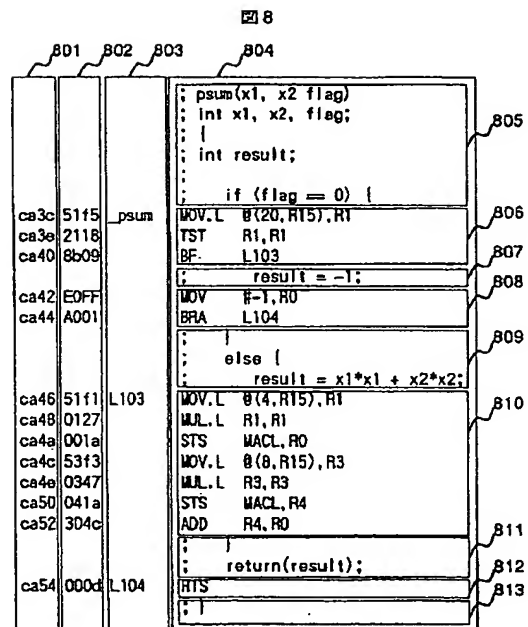 図8
801 802 803 804
; psum(x1, x2 flag)
; int x1, x2, flag;
; {
; int result;
;
; if (flag == 0) {
805
ca3c 51f5 _psum MOV.L @(20,R15),R1 806
ca3e 2118 TST R1,R1
ca40 8b09 BF L103 807
; result = -1;
ca42 E0FF MOV #-1,R0 808
ca44 A001 BRA L104
; } 809
; else {
; result = x1*x1 + x2*x2;
ca46 51f1 L103 MOV.L @(4,R15),R1 810
ca48 0127 MUL.L R1,R1
ca4a 001a STS MACL,R0
ca4c 53f3 MOV.L @(8,R15),R3
ca4e 0347 MUL.L R3,R3
ca50 041a STS MACL,R4
ca52 304c ADD R4,R0
; } 811
; return(result); 812
ca54 000d L104 RTS 813
; }